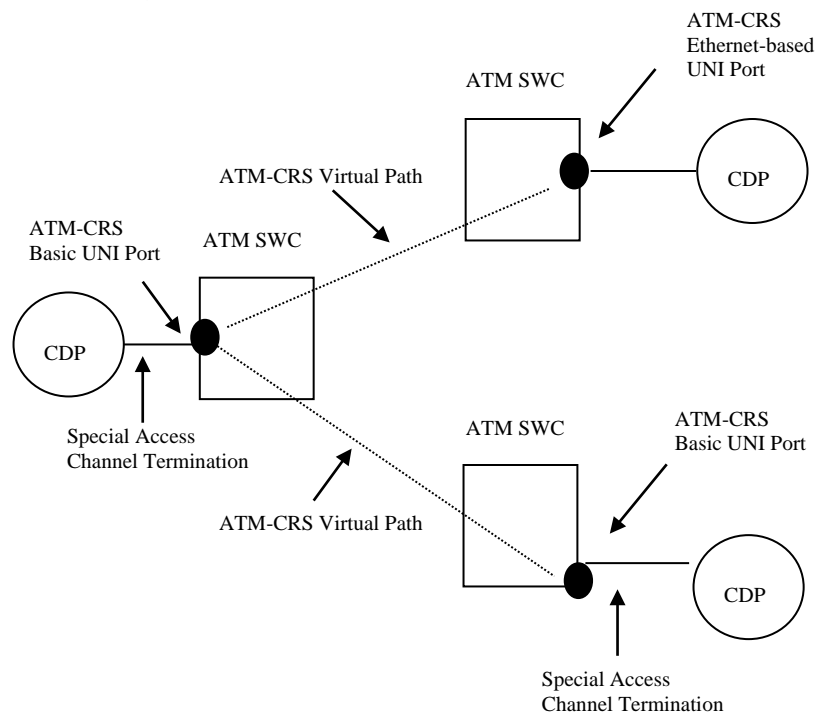 ATM-CRS
Ethernet-based
UNI Port
ATM SWC
CDP
ATM-CRS Virtual Path
ATM-CRS
Basic UNI Port
ATM SWC
CDP
Special Access
Channel Termination
ATM SWC
ATM-CRS
Basic UNI Port
ATM-CRS Virtual Path
CDP
Special Access
Channel Termination